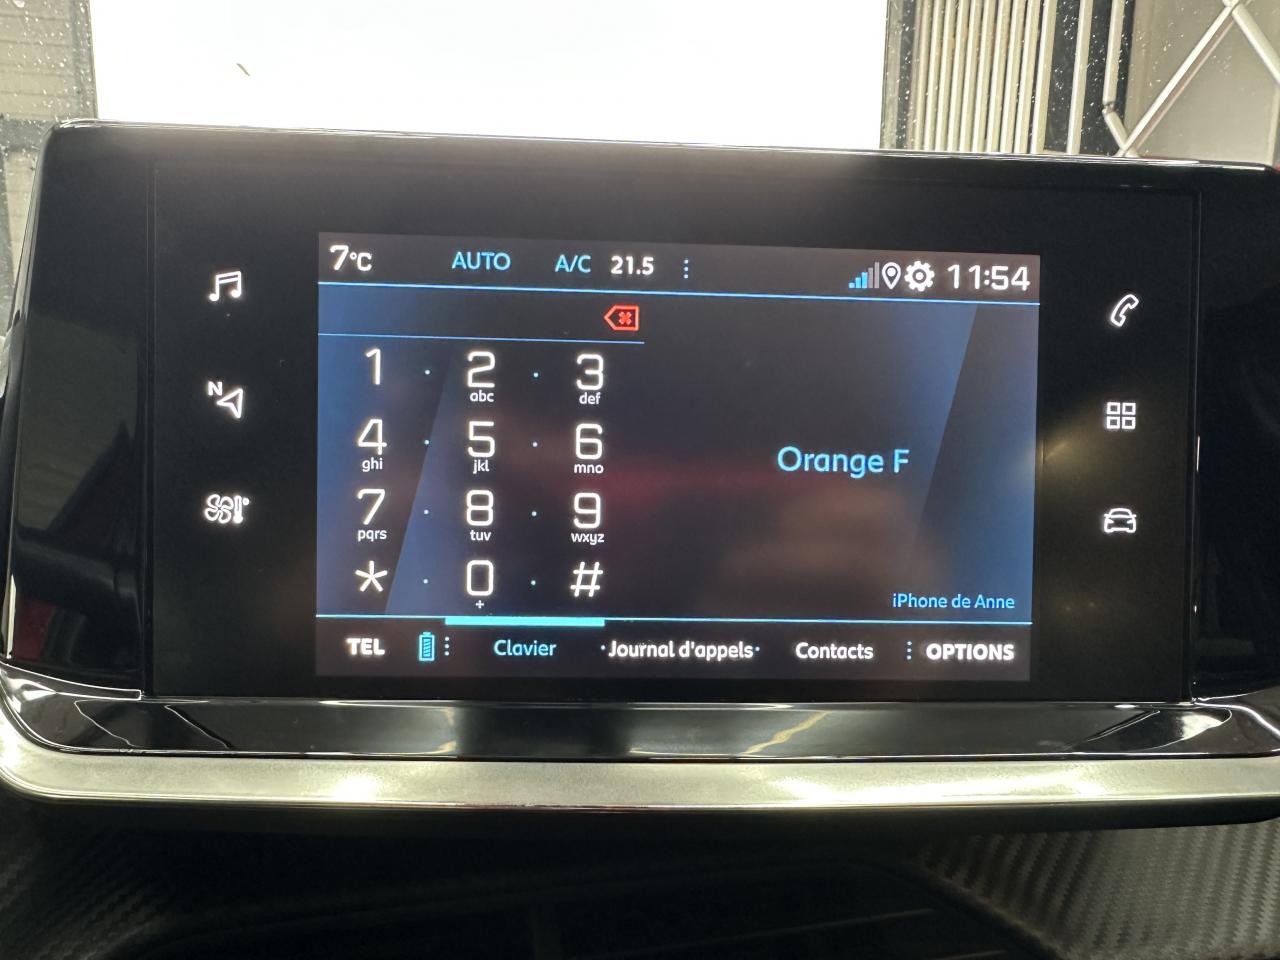 7°C AUTO A/C 21.5 11:54
N
1 2 3
abc def
4 5 6
ghi jkl mno
Orange F
7 8 9
pqrs tuv wxyz
* 0 #
+
iPhone de Anne
TEL Clavier Journal d'appels Contacts OPTIONS